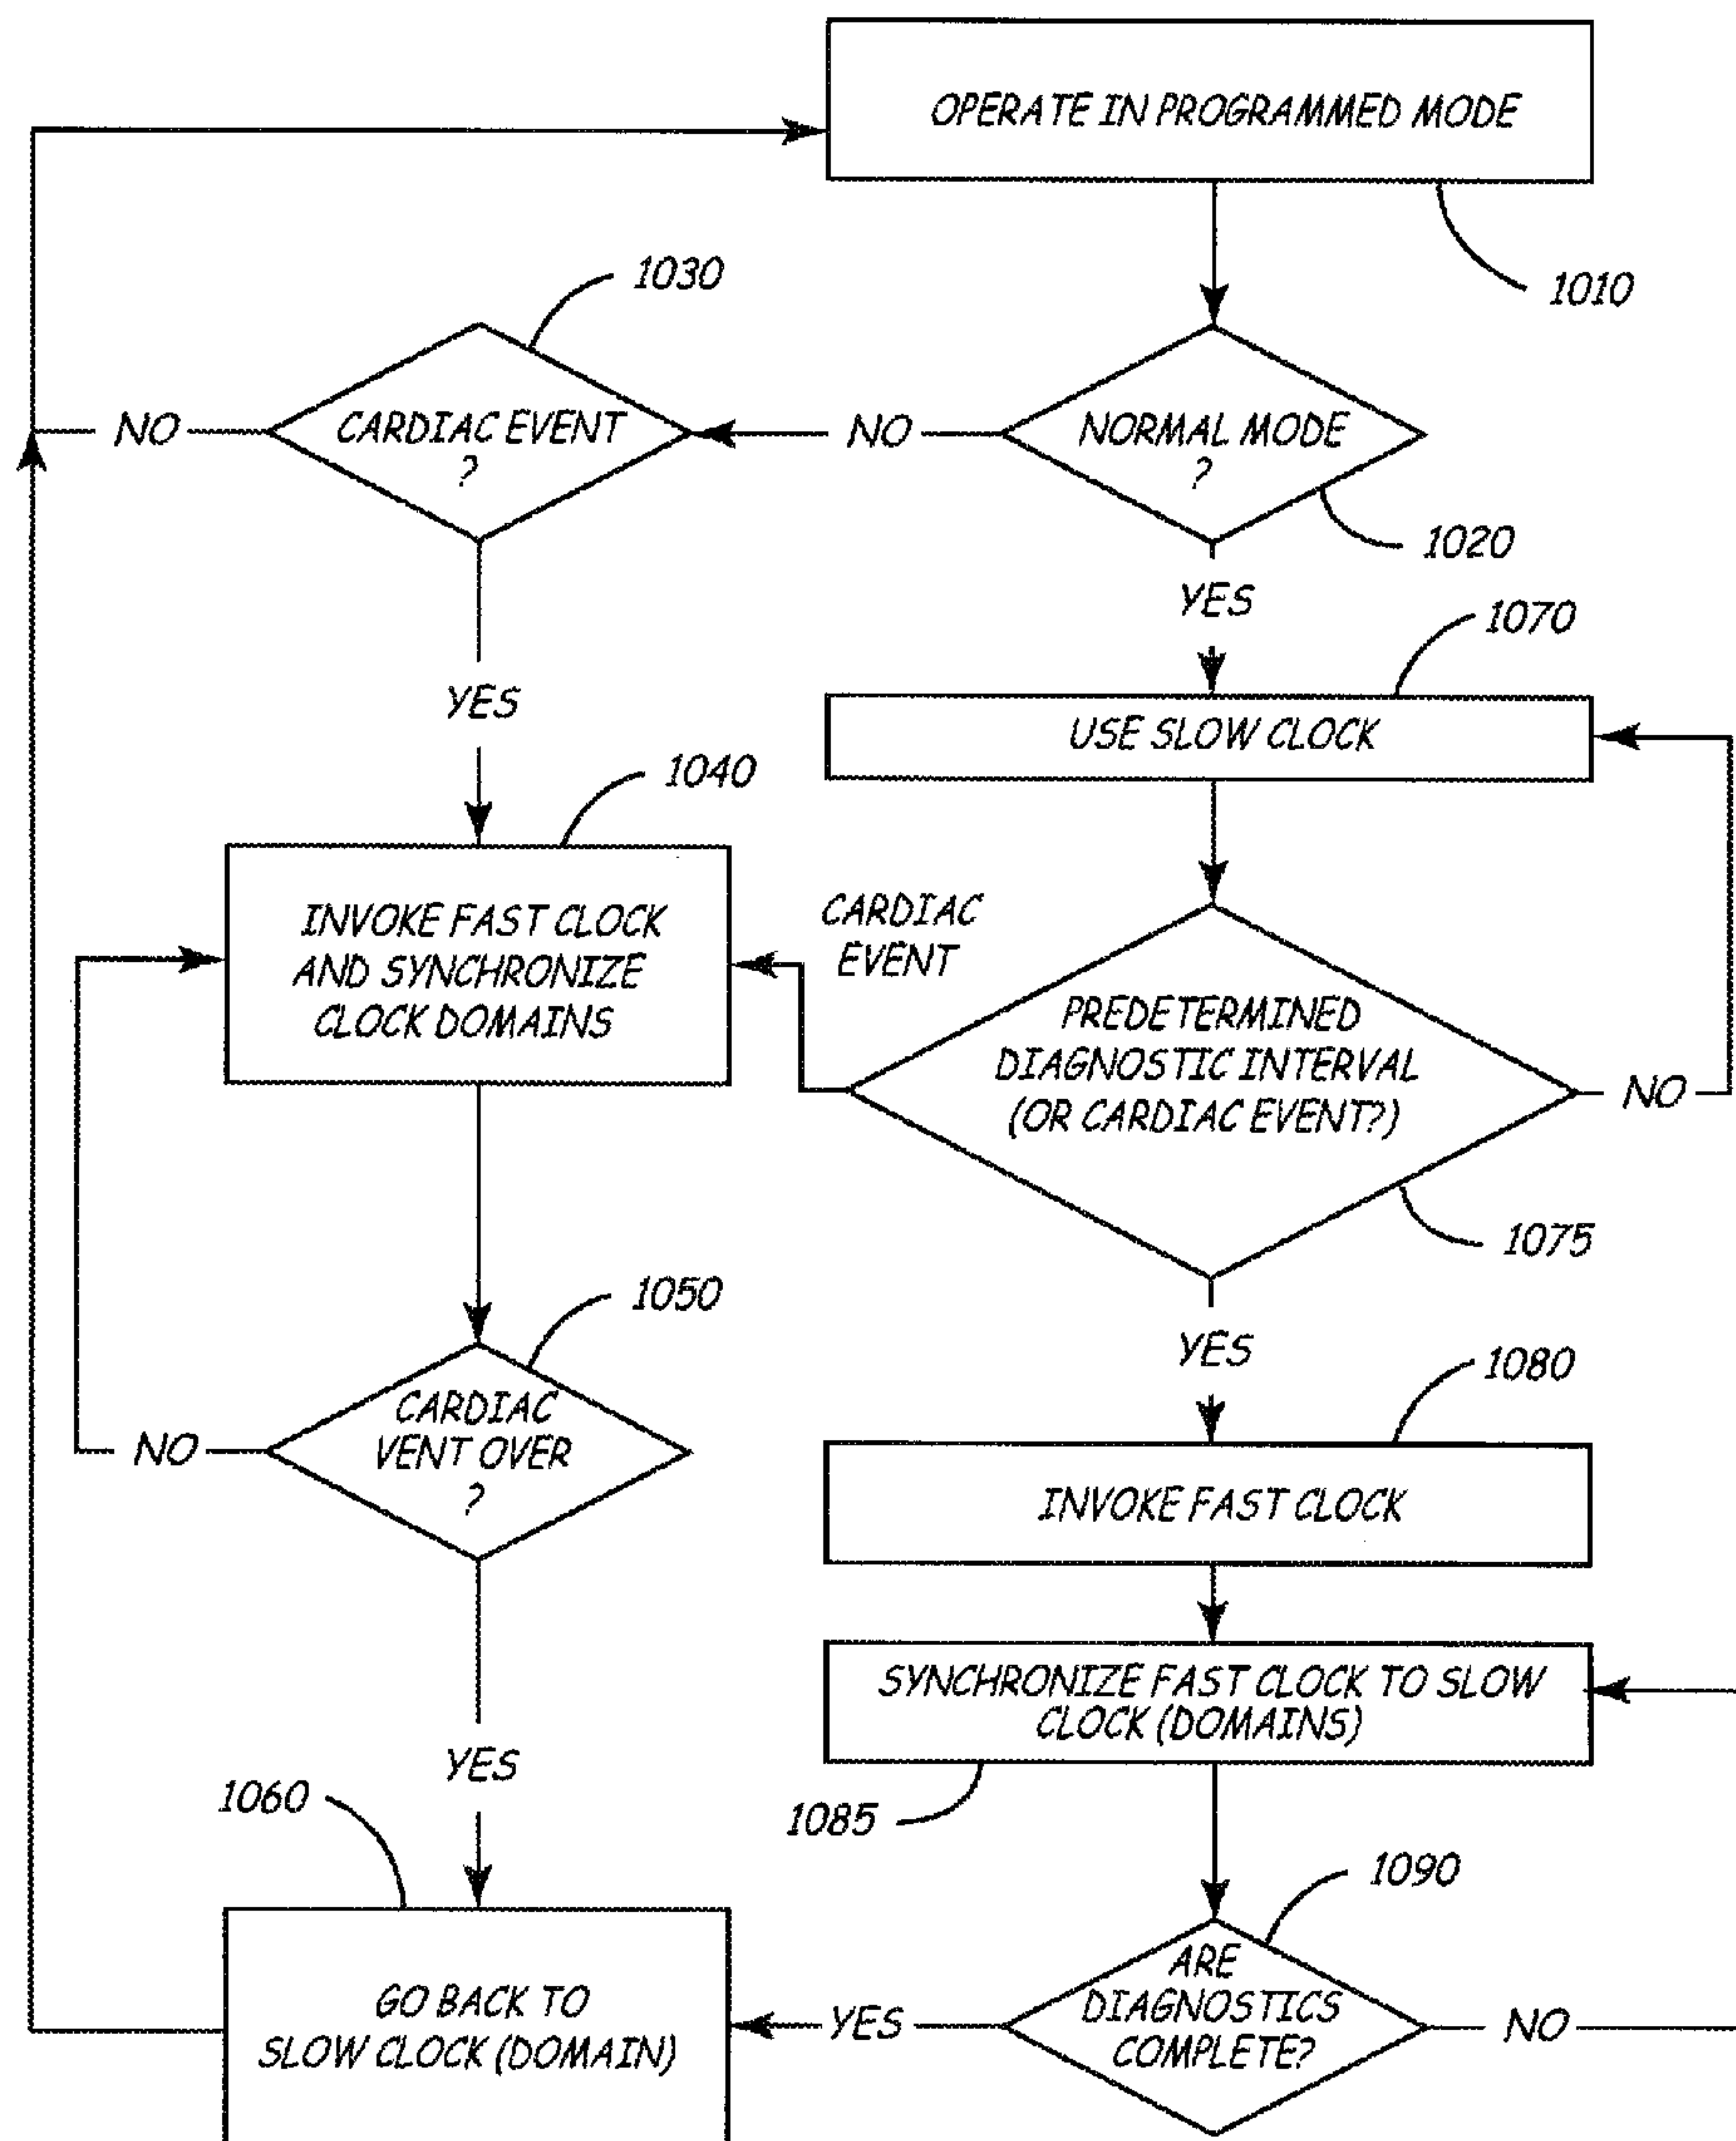 OPERATE IN PROGRAMMED MODE
1010
1030
CARDIAC EVENT
?
NO
NO
NORMAL MODE
?
1020
YES
YES
1070
USE SLOW CLOCK
1040
INVOKE FAST CLOCK
AND SYNCHRONIZE
CLOCK DOMAINS
CARDIAC
EVENT
PREDETERMINED
DIAGNOSTIC INTERVAL
(OR CARDIAC EVENT?)
NO
1075
1050
CARDIAC
VENT OVER
?
NO
YES
1080
INVOKE FAST CLOCK
SYNCHRONIZE FAST CLOCK TO SLOW
CLOCK (DOMAINS)
1085
YES
1060
GO BACK TO
SLOW CLOCK (DOMAIN)
1090
ARE
DIAGNOSTICS
COMPLETE?
YES
NO